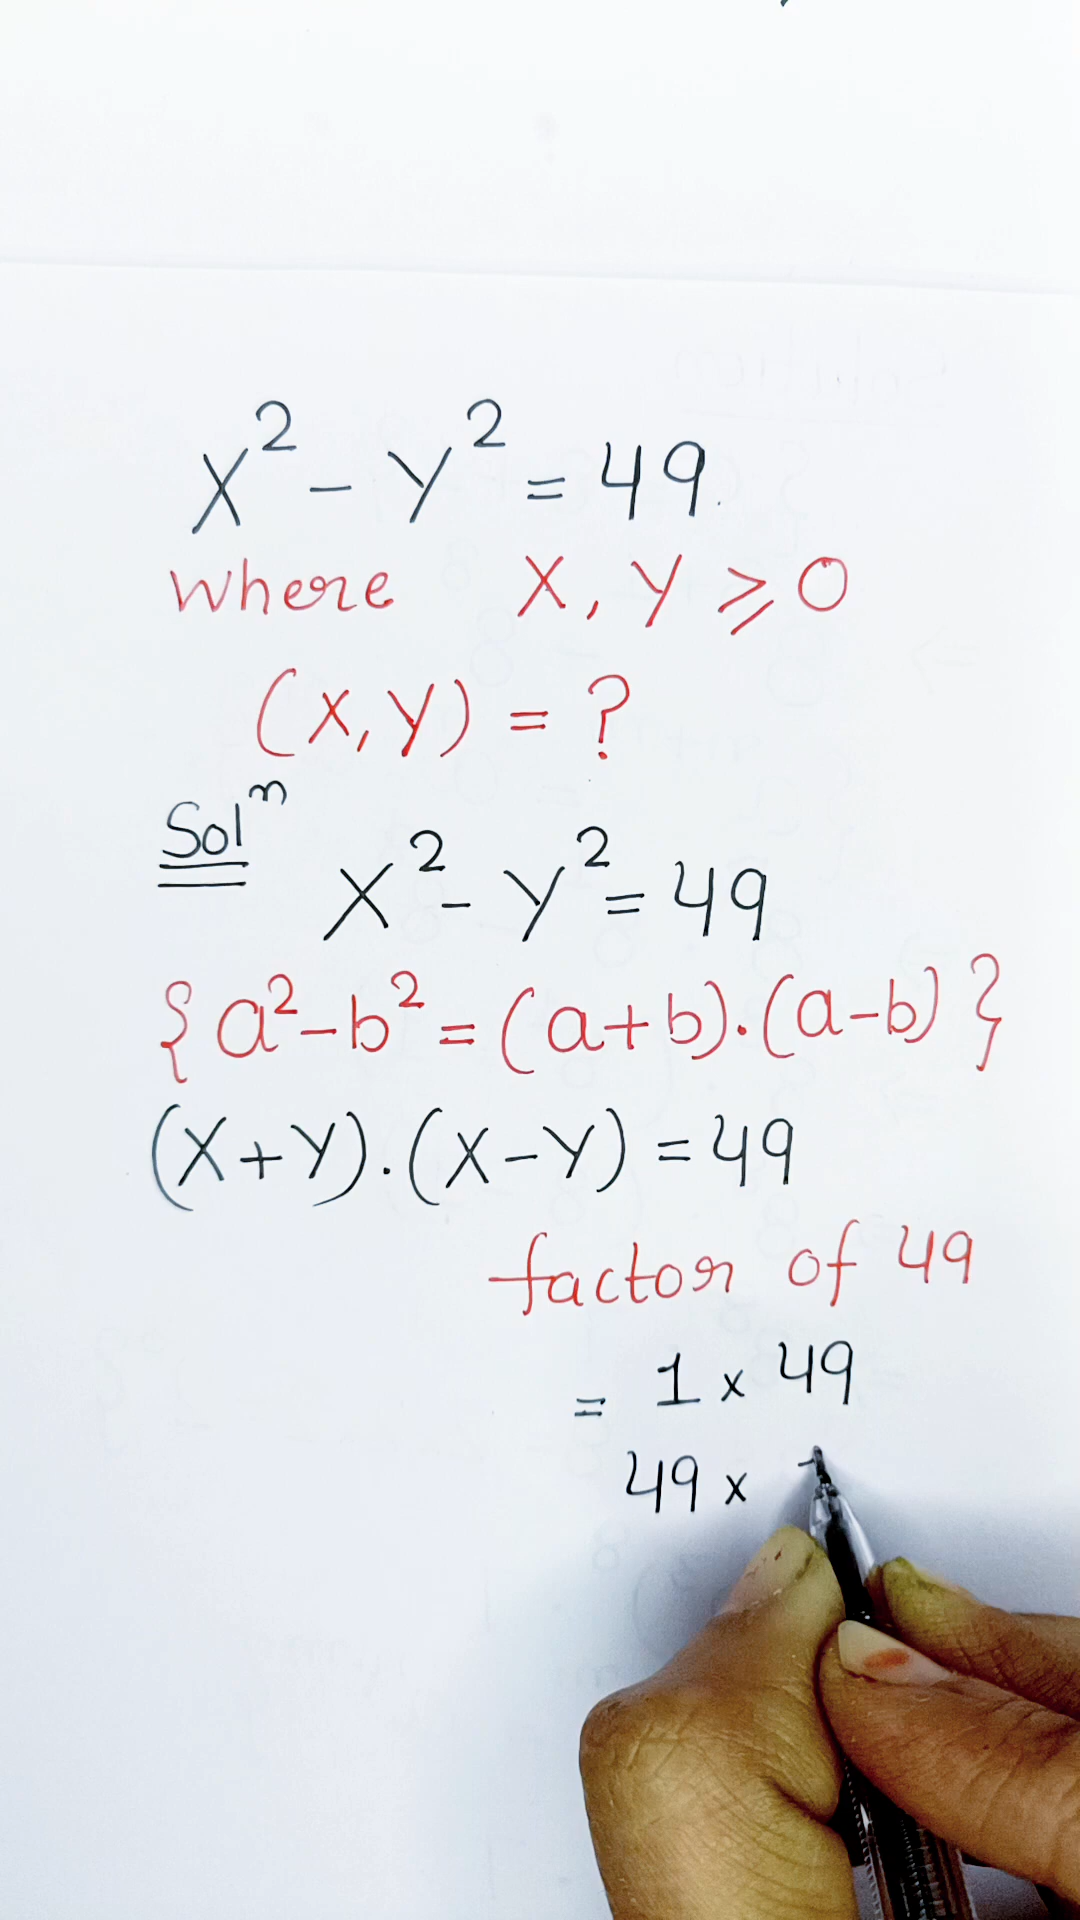 X² - Y² = 49
where X, Y ⩾ 0
(X, Y) = ?
Solⁿ
X² - Y² = 49
{ a² - b² = (a+b).(a-b) }
(X+Y).(X-Y) = 49
factor of 49
= 1 x 49
49 x